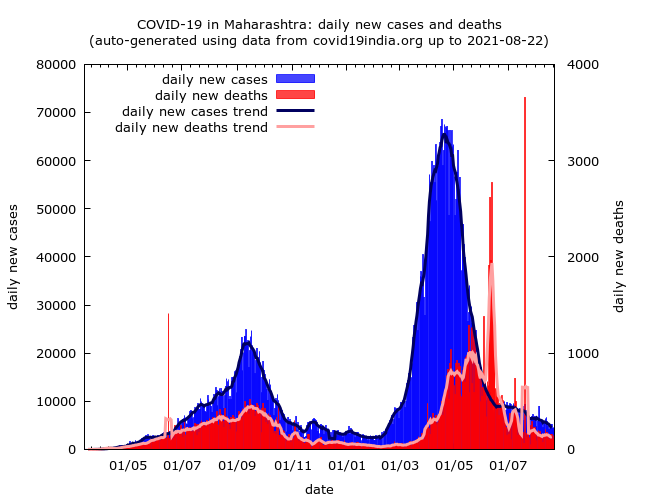 COVID-19 in Maharashtra: daily new cases and deaths
(auto-generated using data from covid19india.org up to 2021-08-22)
daily new cases
daily new deaths
daily new cases trend
daily new deaths trend
80000
70000
60000
50000
40000
30000
20000
10000
0
4000
3000
2000
1000
0
daily new cases
daily new deaths
01/05
01/07
01/09
01/11
01/01
01/03
01/05
01/07
date